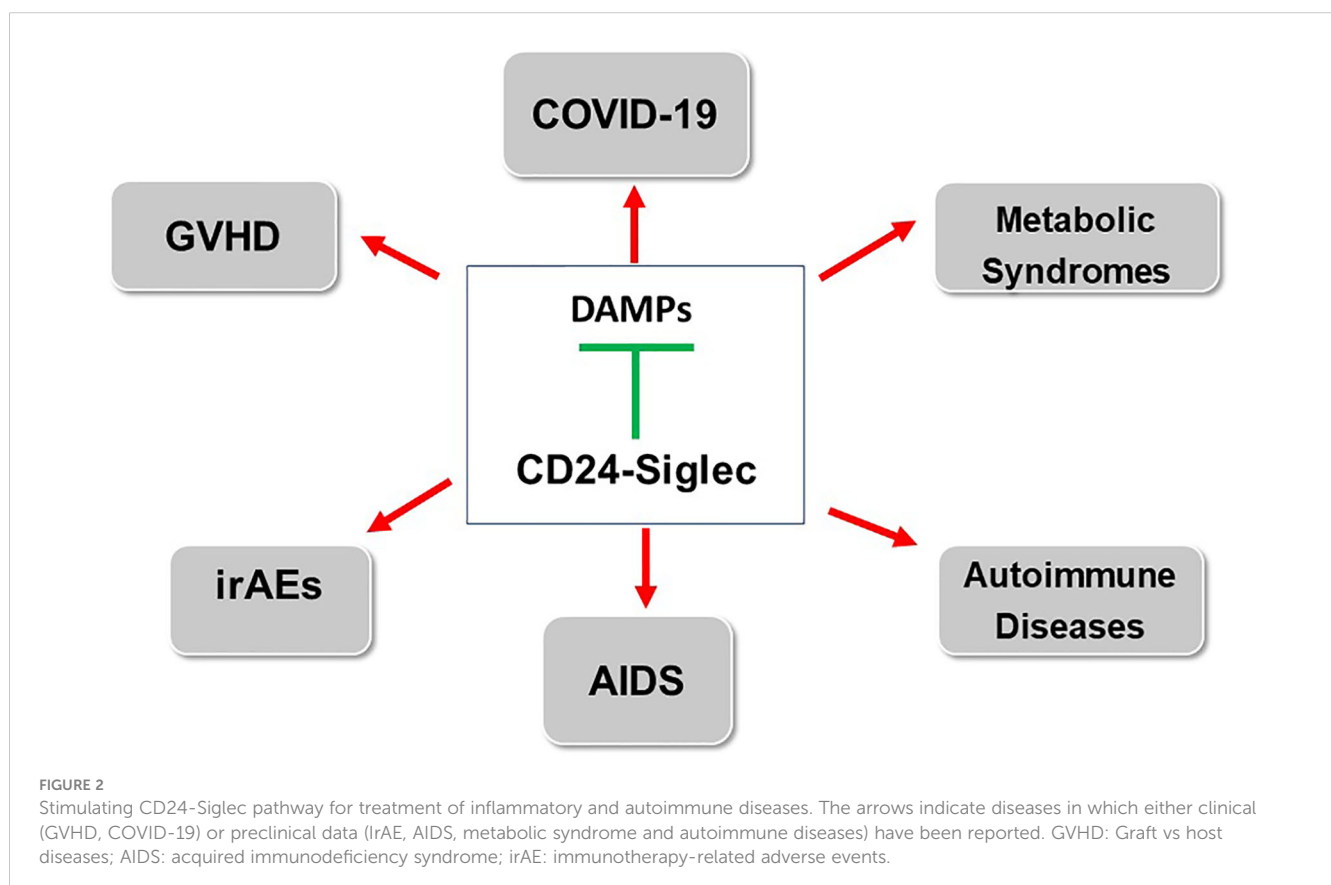 COVID-19
GVHD
Metabolic
Syndromes
DAMPs
CD24-Siglec
irAEs
Autoimmune
Diseases
AIDS
FIGURE 2
Stimulating CD24-Siglec pathway for treatment of inflammatory and autoimmune diseases. The arrows indicate diseases in which either clinical
(GVHD, COVID-19) or preclinical data (IrAE, AIDS, metabolic syndrome and autoimmune diseases) have been reported. GVHD: Graft vs host
diseases; AIDS: acquired immunodeficiency syndrome; irAE: immunotherapy-related adverse events.